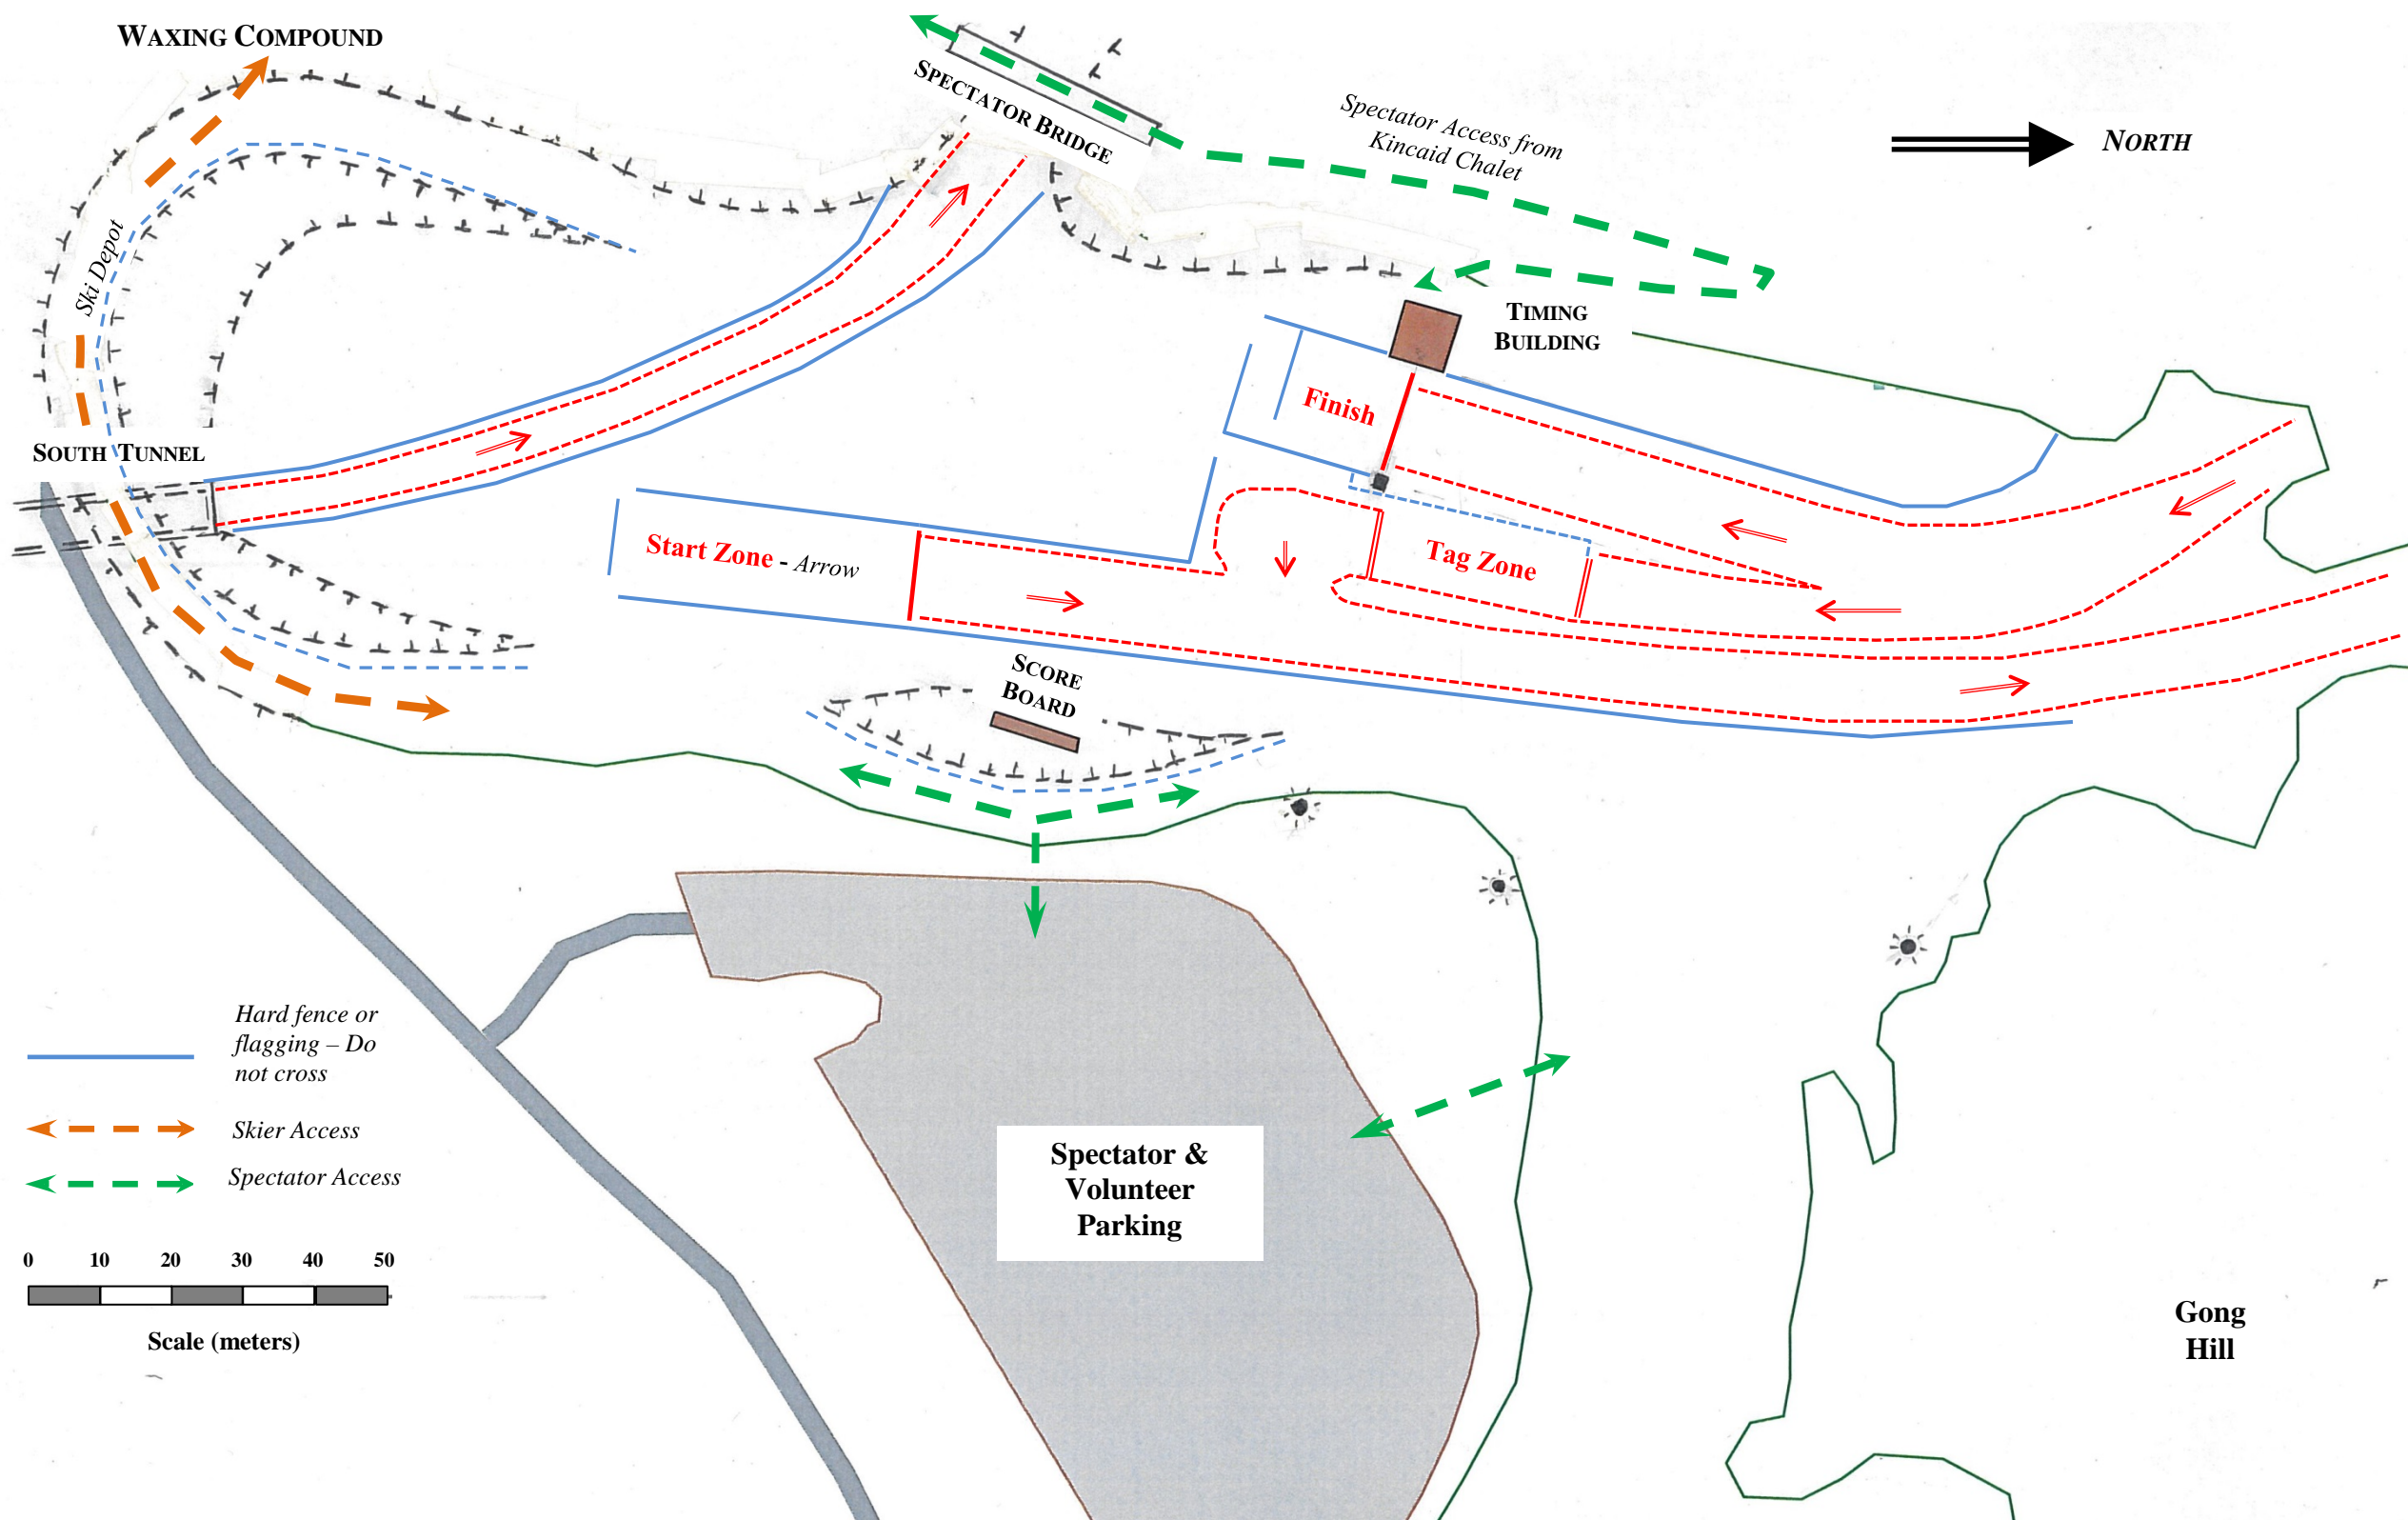 WAXING COMPOUND
SPECTATOR BRIDGE
Spectator Access from
Kincaid Chalet
NORTH
Ski Depot
TIMING
BUILDING
Finish
SOUTH TUNNEL
Start Zone - Arrow
Tag Zone
SCORE
BOARD
Hard fence or
flagging – Do
not cross
Skier Access
Spectator Access
0 10 20 30 40 50
Scale (meters)
Spectator &
Volunteer
Parking
Gong
Hill